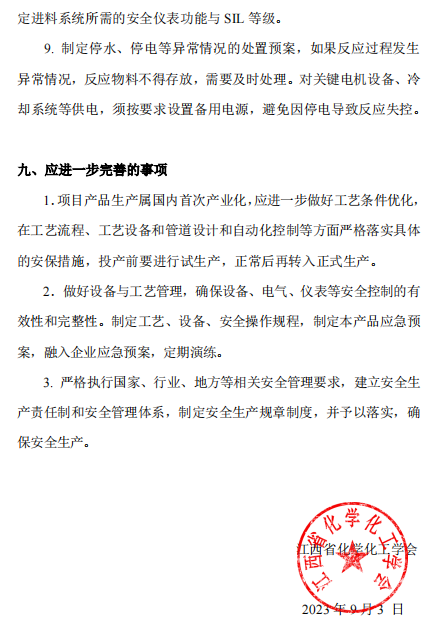 定进料系统所需的安全仪表功能与 SIL 等级。
9. 制定停水、停电等异常情况的处置预案，如果反应过程发生
异常情况，反应物料不得存放，需要及时处理。对关键电机设备、冷
却系统等供电，须按要求设置备用电源，避免因停电导致反应失控。
九、应进一步完善的事项
1.项目产品生产属国内首次产业化，应进一步做好工艺条件优化，
在工艺流程、工艺设备和管道设计和自动化控制等方面严格落实具体
的安保措施，投产前要进行试生产，正常后再转入正式生产。
2．做好设备与工艺管理，确保设备、电气、仪表等安全控制的有
效性和完整性。制定工艺、设备、安全操作规程，制定本产品应急预
案，融入企业应急预案，定期演练。
3. 严格执行国家、行业、地方等相关安全管理要求，建立安全生
产责任制和安全管理体系，制定安全生产规章制度，并予以落实，确
保安全生产。
江西省化学化工学会
江西省化学化工学会
2023 年 9 月 3 日